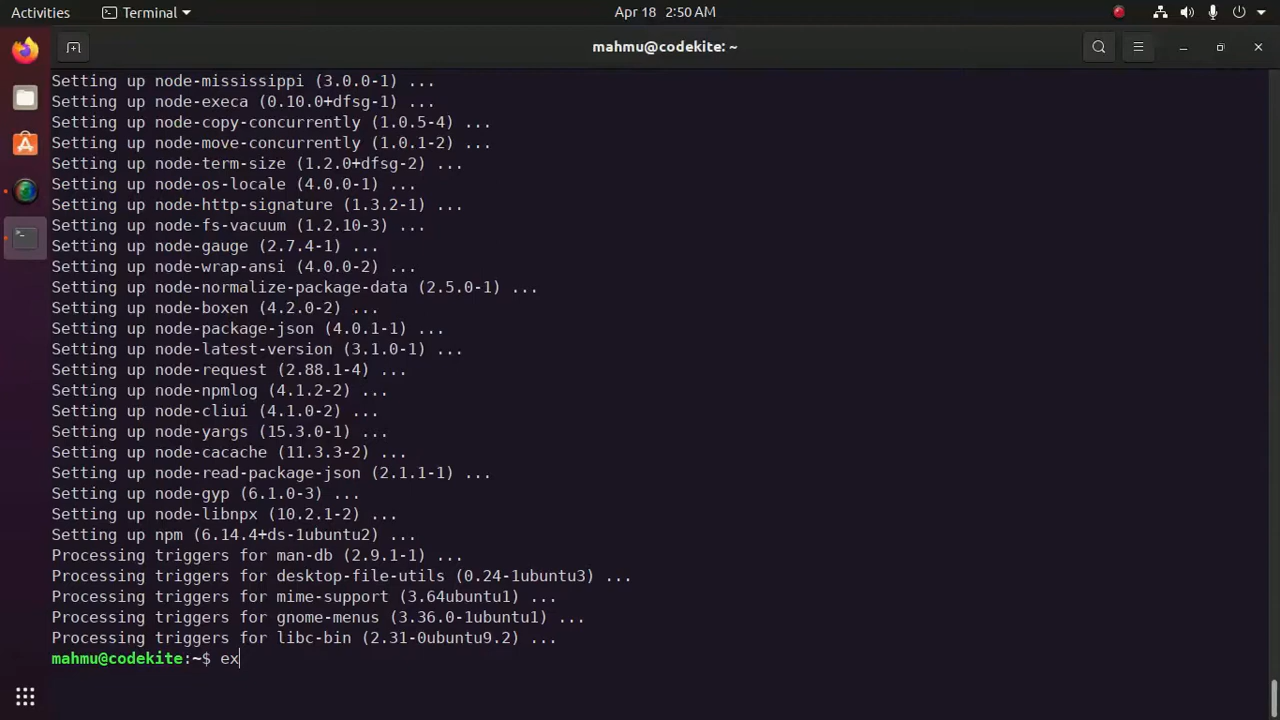 Activities
Terminal
Apr 18 2:50 AM
mahmu@codekite: ~
Setting up node-mississippi (3.0.0-1) ...
Setting up node-execa (0.10.0+dfsg-1) ...
Setting up node-copy-concurrently (1.0.5-4) ...
Setting up node-move-concurrently (1.0.1-2) ...
Setting up node-term-size (1.2.0+dfsg-2) ...
Setting up node-os-locale (4.0.0-1) ...
Setting up node-http-signature (1.3.2-1) ...
Setting up node-fs-vacuum (1.2.10-3) ...
Setting up node-gauge (2.7.4-1) ...
Setting up node-wrap-ansi (4.0.0-2) ...
Setting up node-normalize-package-data (2.5.0-1) ...
Setting up node-boxen (4.2.0-2) ...
Setting up node-package-json (4.0.1-1) ...
Setting up node-latest-version (3.1.0-1) ...
Setting up node-request (2.88.1-4) ...
Setting up node-npmlog (4.1.2-2) ...
Setting up node-cliui (4.1.0-2) ...
Setting up node-yargs (15.3.0-1) ...
Setting up node-cacache (11.3.3-2) ...
Setting up node-read-package-json (2.1.1-1) ...
Setting up node-gyp (6.1.0-3) ...
Setting up node-libnpx (10.2.1-2) ...
Setting up npm (6.14.4+ds-1ubuntu2) ...
Processing triggers for man-db (2.9.1-1) ...
Processing triggers for desktop-file-utils (0.24-1ubuntu3) ...
Processing triggers for mime-support (3.64ubuntu1) ...
Processing triggers for gnome-menus (3.36.0-1ubuntu1) ...
Processing triggers for libc-bin (2.31-0ubuntu9.2) ...
mahmu@codekite:~$ ex